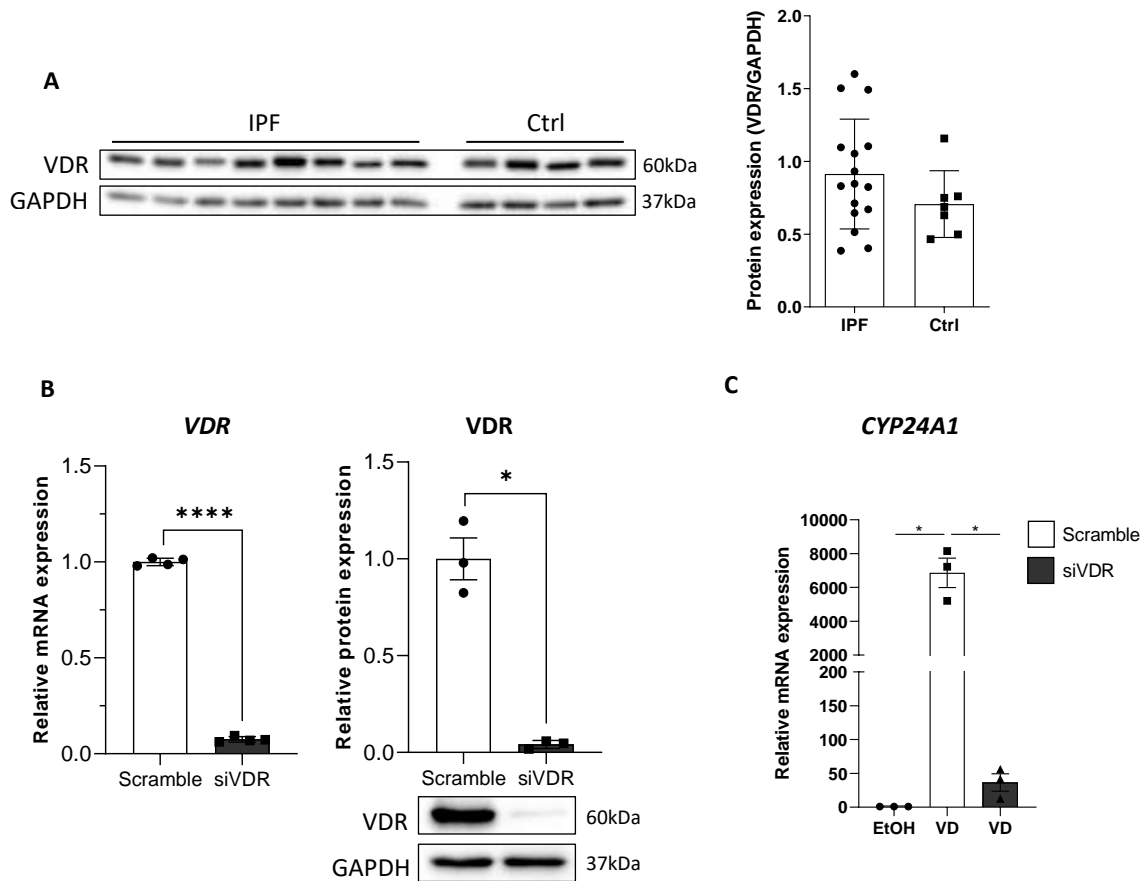 A
IPF
Ctrl
VDR
60kDa
GAPDH
37kDa
Protein expression (VDR/GAPDH)
2.0
1.5
1.0
0.5
0.0
IPF
Ctrl
B
VDR
Relative mRNA expression
1.5
1.0
0.5
0.0
****
Scramble
siVDR
VDR
Relative protein expression
1.5
1.0
0.5
0.0
*
Scramble
siVDR
VDR
60kDa
GAPDH
37kDa
C
CYP24A1
Relative mRNA expression
10000
8000
6000
4000
2000
200
150
100
50
0
*
*
EtOH
VD
VD
Scramble
siVDR